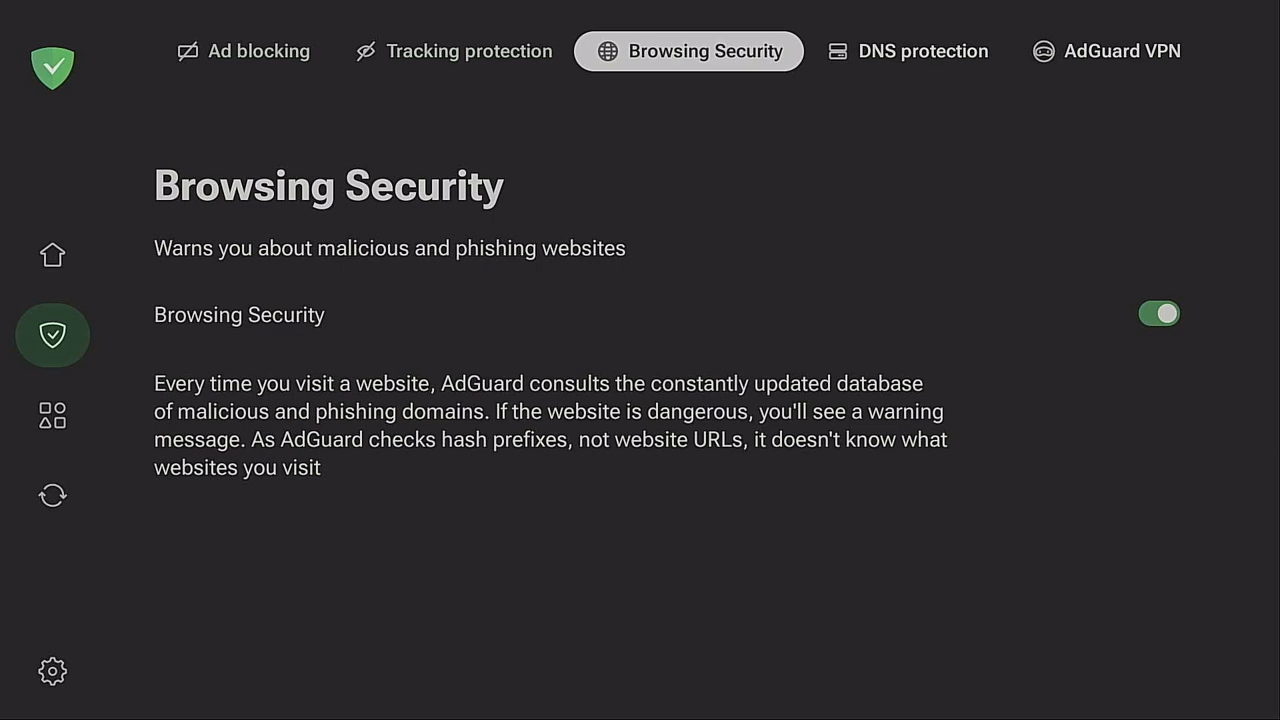 Ad blocking
Tracking protection
Browsing Security
DNS protection
AdGuard VPN
Browsing Security
Warns you about malicious and phishing websites
Browsing Security
Every time you visit a website, AdGuard consults the constantly updated database
of malicious and phishing domains. If the website is dangerous, you'll see a warning
message. As AdGuard checks hash prefixes, not website URLs, it doesn't know what
websites you visit